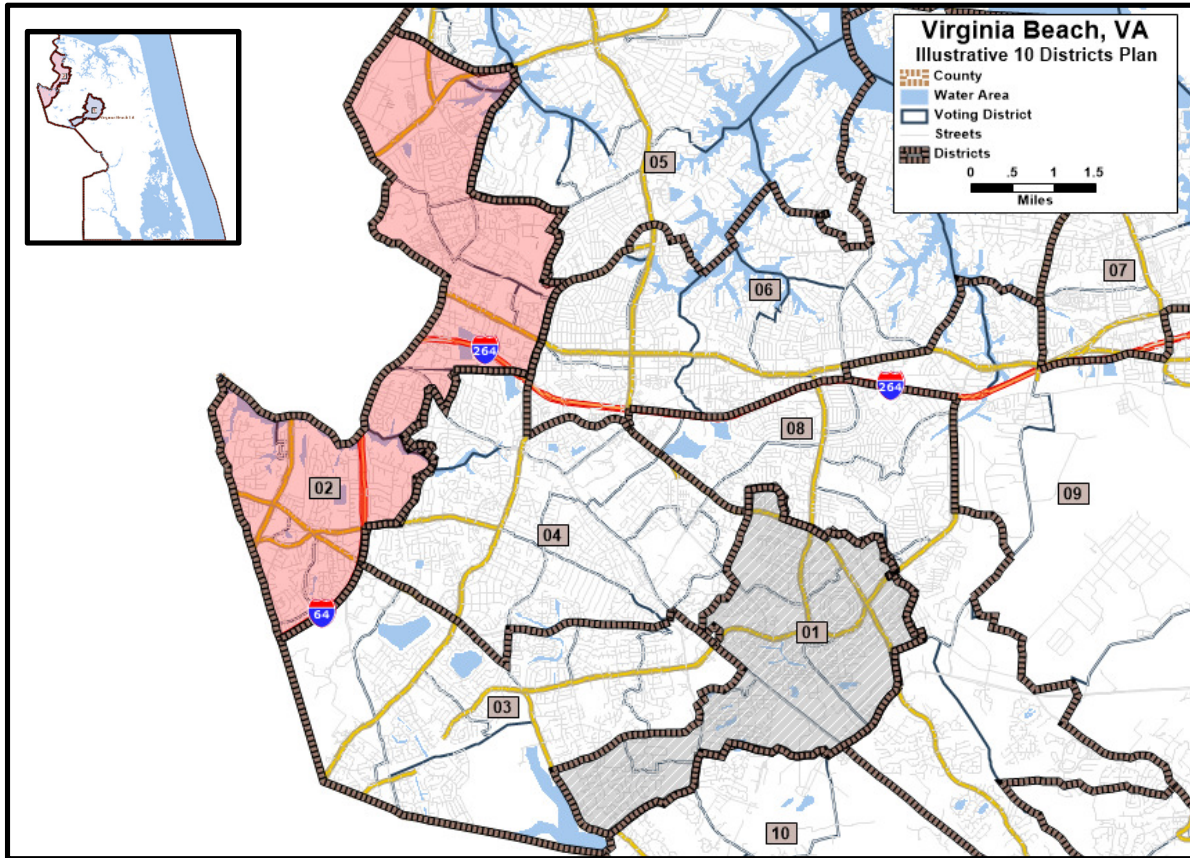 Virginia Beach, VA
Illustrative 10 Districts Plan
County
Water Area
Voting District
Streets
Districts
0 .5 1 1.5
Miles
05
07
06
264
264
08
02
09
04
64
01
03
10